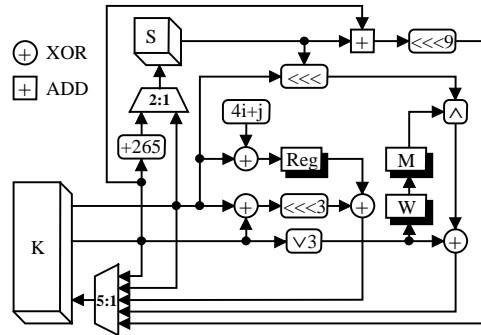 S
+
<<<9
XOR
+ ADD
<<<
2:1
4i+j
∧
+265
Reg
M
K
<<<3
W
∨3
5:1